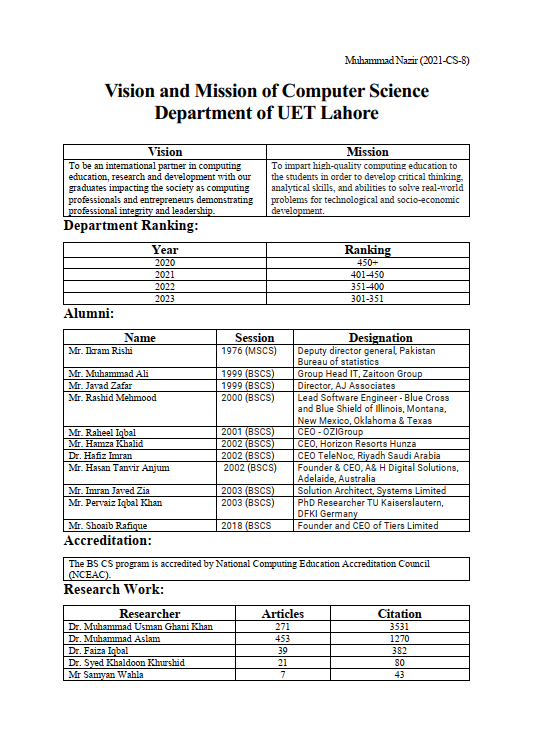 Muhammad Nazir (2021-CS-8)
Vision and Mission of Computer Science
Department of UET Lahore
Vision Mission
To be an international partner in computing To impart high-quality computing education to
education, research and development with our the students in order to develop critical thinking,
graduates impacting the society as computing analytical skills, and abilities to solve real-world
professionals and entrepreneurs demonstrating problems for technological and socio-economic
professional integrity and leadership. development.
Department Ranking:
Year Ranking
2020 450+
2021 401-450
2022 351-400
2023 301-351
Alumni:
Name Session Designation
Mr. Ikram Rishi 1976 (MSCS) Deputy director general, Pakistan
Bureau of statistics
Mr. Muhammad Ali 1999 (BSCS) Group Head IT, Zaitoon Group
Mr. Javad Zafar 1999 (BSCS) Director, AJ Associates
Mr. Rashid Mehmood 2000 (BSCS) Lead Software Engineer - Blue Cross
and Blue Shield of Illinois, Montana,
New Mexico, Oklahoma & Texas
Mr. Raheel Iqbal 2001 (BSCS) CEO - OZIGroup
Mr. Hamza Khalid 2002 (BSCS) CEO, Horizon Resorts Hunza
Dr. Hafiz Imran 2002 (BSCS) CEO TeleNoc, Riyadh Saudi Arabia
Mr. Hasan Tanvir Anjum 2002 (BSCS) Founder & CEO, A& H Digital Solutions,
Adelaide, Australia
Mr. Imran Javed Zia 2003 (BSCS) Solution Architect, Systems Limited
Mr. Pervaiz Iqbal Khan 2003 (BSCS) PhD Researcher TU Kaiserslautern,
DFKI Germany
Mr. Shoaib Rafique 2018 (BSCS Founder and CEO of Tiers Limited
Accreditation:
The BS CS program is accredited by National Computing Education Accreditation Council
(NCEAC).
Research Work:
Researcher Articles Citation
Dr. Muhammad Usman Ghani Khan 271 3531
Dr. Muhammad Aslam 453 1270
Dr. Faiza Iqbal 39 382
Dr. Syed Khaldoon Khurshid 21 80
Mr Samyan Wahla 7 43